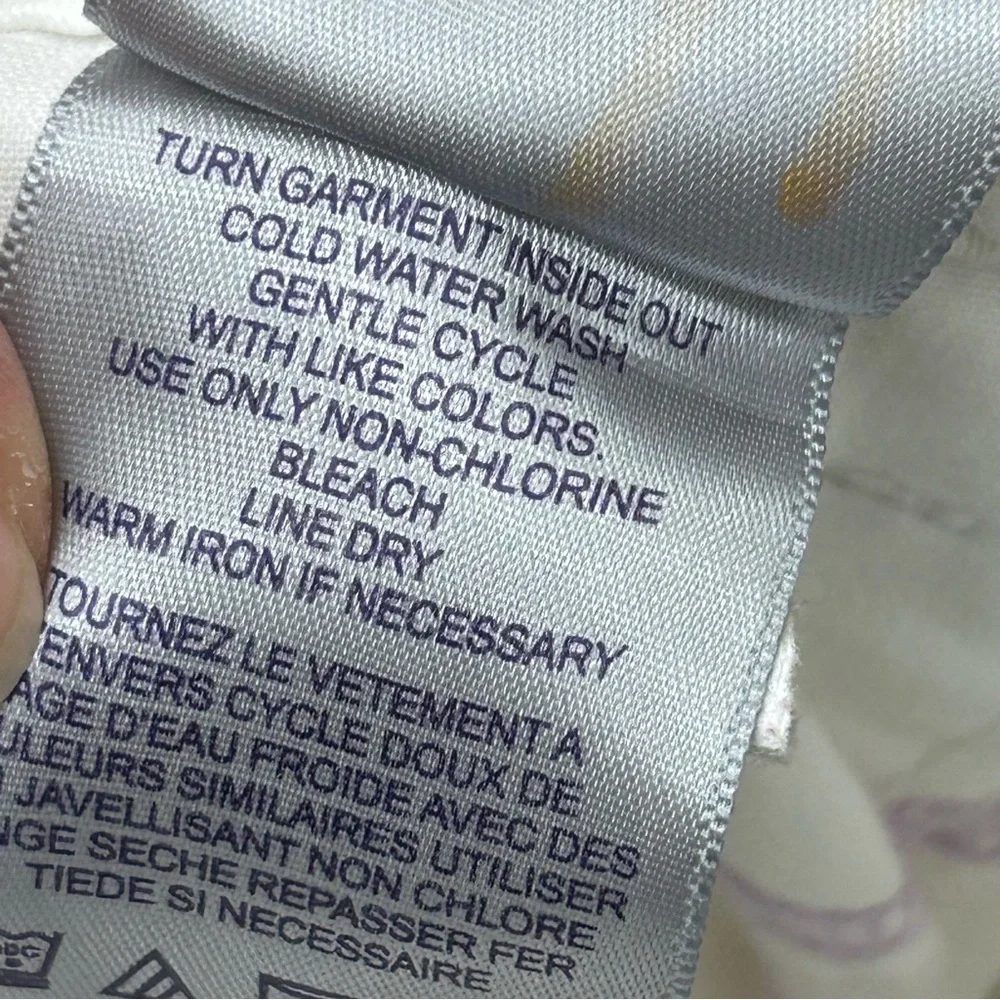 TURN GARMENT INSIDE OUT
COLD WATER WASH
GENTLE CYCLE
WITH LIKE COLORS.
USE ONLY NON-CHLORINE
BLEACH
LINE DRY
WARM IRON IF NECESSARY
TOURNEZ LE VETEMENT A
ENVERS CYCLE DOUX DE
AGE D'EAU FROIDE AVEC DES
ULEURS SIMILAIRES UTILISER
JAVELLISANT NON CHLORE
NGE SECHE REPASSER FER
TIEDE SI NECESSAIRE